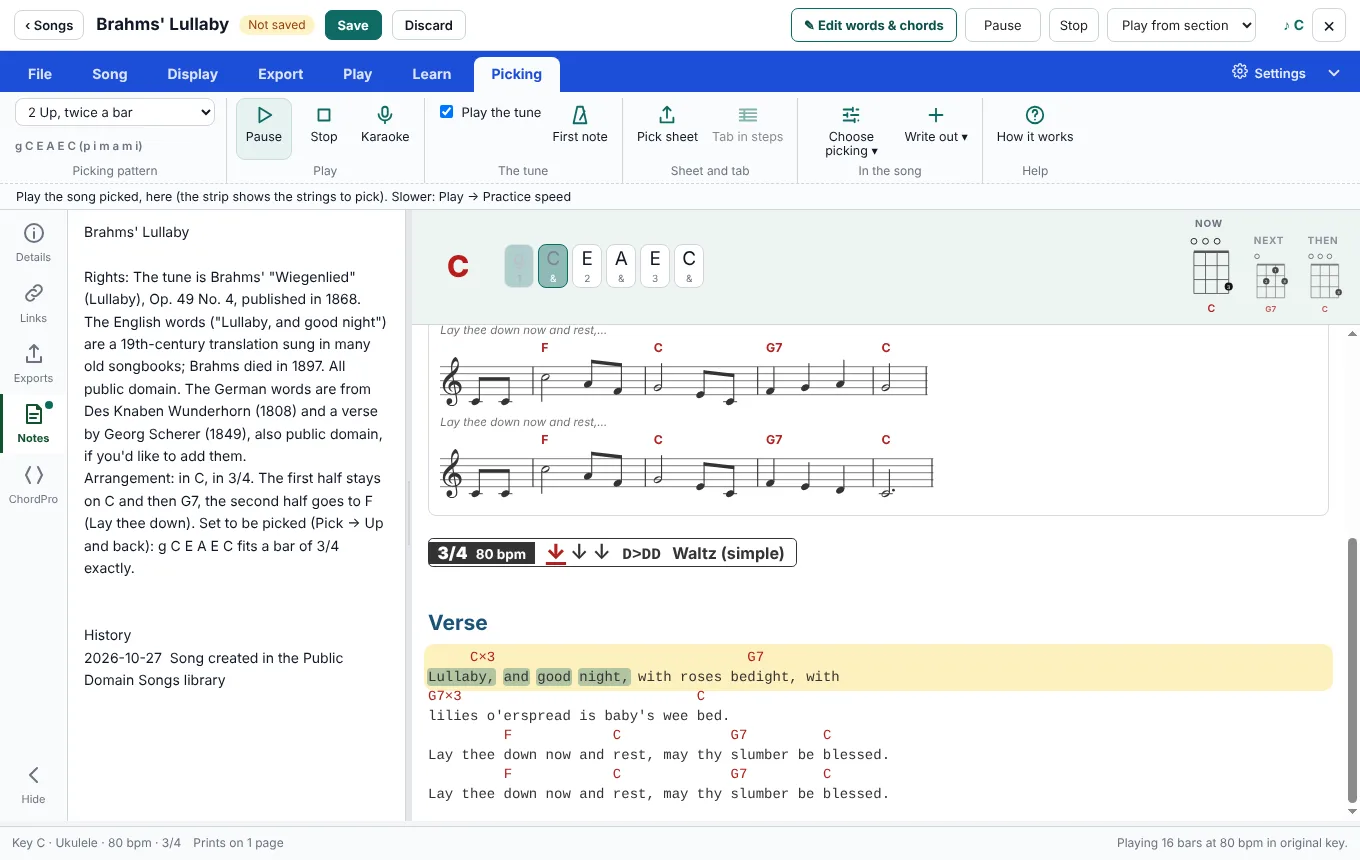 ‹ Songs Brahms' Lullaby Not saved Save Discard ✎ Edit words & chords Pause Stop Play from section ♪ C ✕
File Song Display Export Play Learn Picking Settings
2 Up, twice a bar
g C E A E C (p i m a m i)
Picking pattern
Pause Stop Karaoke
Play
Play the tune First note
The tune
Pick sheet Tab in steps
Sheet and tab
Choose picking ▾ Write out ▾
In the song
How it works
Help
Play the song picked, here (the strip shows the strings to pick). Slower: Play → Practice speed
Details
Links
Exports
Notes
ChordPro
Hide
Brahms' Lullaby
Rights: The tune is Brahms' "Wiegenlied"
(Lullaby), Op. 49 No. 4, published in 1868.
The English words ("Lullaby, and good night")
are a 19th-century translation sung in many
old songbooks; Brahms died in 1897. All
public domain. The German words are from
Des Knaben Wunderhorn (1808) and a verse
by Georg Scherer (1849), also public domain,
if you'd like to add them.
Arrangement: in C, in 3/4. The first half stays
on C and then G7, the second half goes to F
(Lay thee down). Set to be picked (Pick → Up
and back): g C E A E C fits a bar of 3/4
exactly.
History
2026-10-27 Song created in the Public
Domain Songs library
C
C E A E C
1 & 2 & 3 &
NOW
NEXT
THEN
C
G7
C
Lay thee down now and rest,...
F C G7 C
Lay thee down now and rest,...
F C G7 C
3/4 80 bpm D>DD Waltz (simple)
Verse
C×3 G7
Lullaby, and good night, with roses bedight, with
G7×3 C
lilies o'erspread is baby's wee bed.
F C G7 C
Lay thee down now and rest, may thy slumber be blessed.
F C G7 C
Lay thee down now and rest, may thy slumber be blessed.
Key C · Ukulele · 80 bpm · 3/4 Prints on 1 page
Playing 16 bars at 80 bpm in original key.